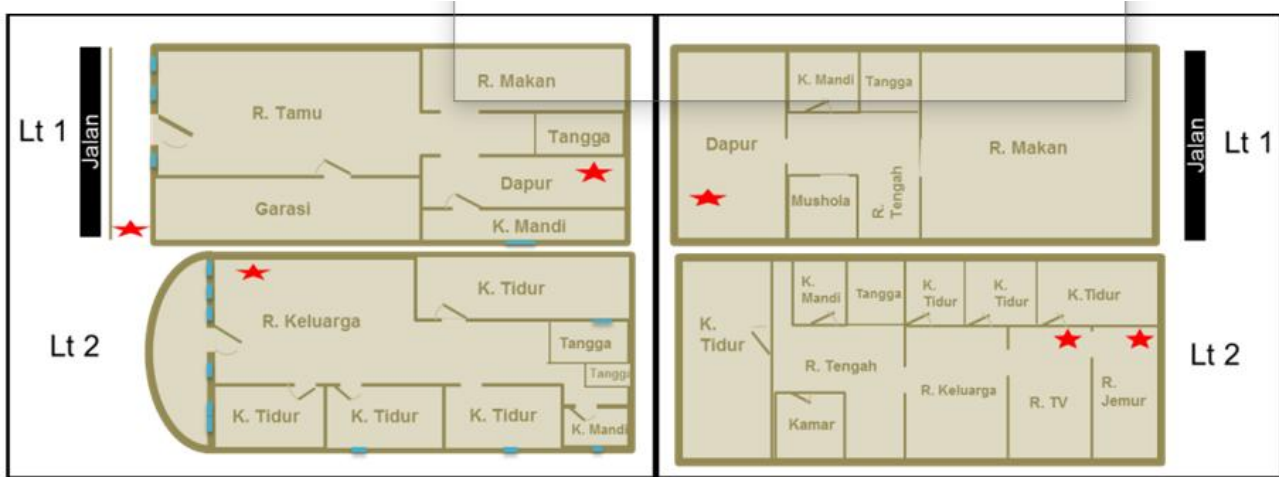 R. Makan
R. Tamu
Lt 1
Jalan
Tangga
Dapur
Garasi
K. Mandi
K. Tidur
R. Keluarga
Lt 2
Tangga
Tangga
K. Tidur
K. Tidur
K. Tidur
K. Mandi
K. Mandi
Tangga
Dapur
R. Makan
Jalan
Lt 1
Mushola
R.
Tengah
K.
Mandi
Tangga
K.
Tidur
K.
Tidur
K.Tidur
K.
Tidur
R. Tengah
Lt 2
R. Keluarga
R. TV
R.
Jemur
Kamar